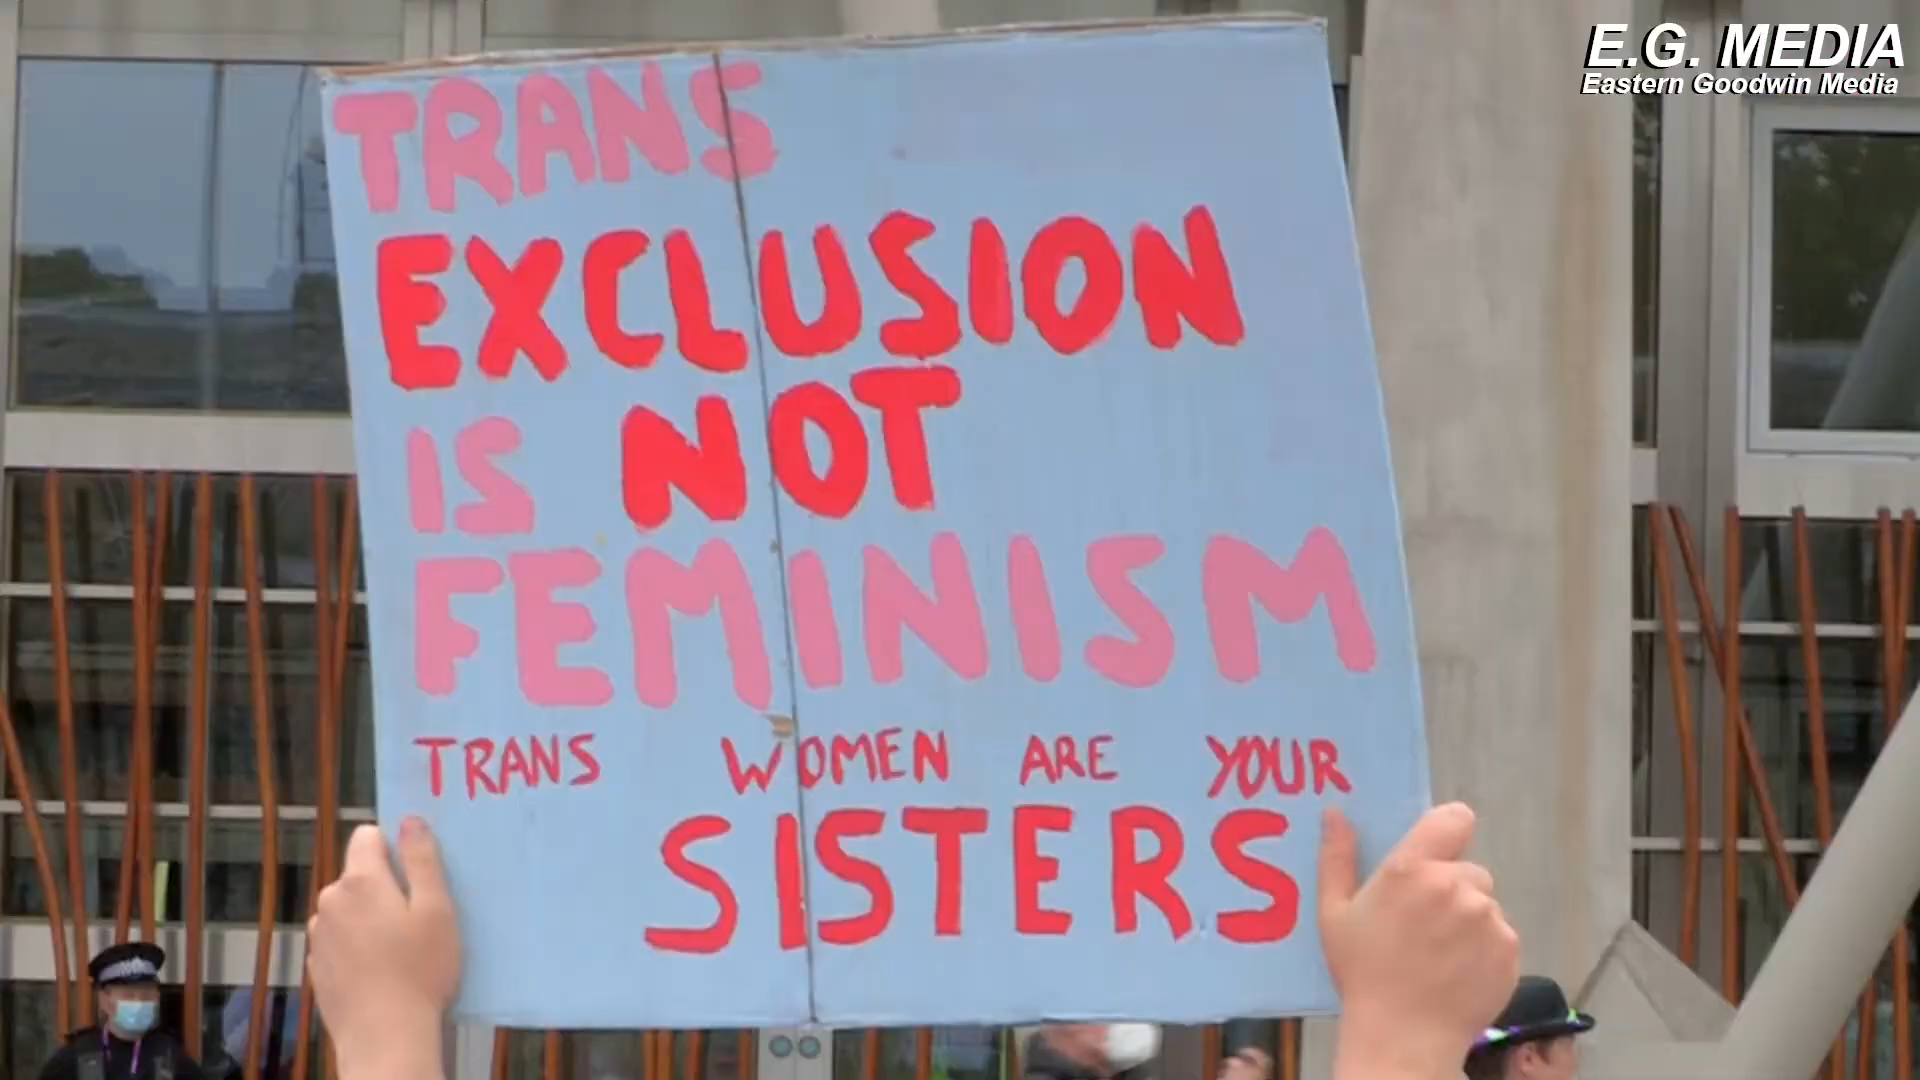 E.G. MEDIA
Eastern Goodwin Media
TRANS
EXCLUSION
IS NOT
FEMINISM
TRANS WOMEN ARE YOUR
SISTERS